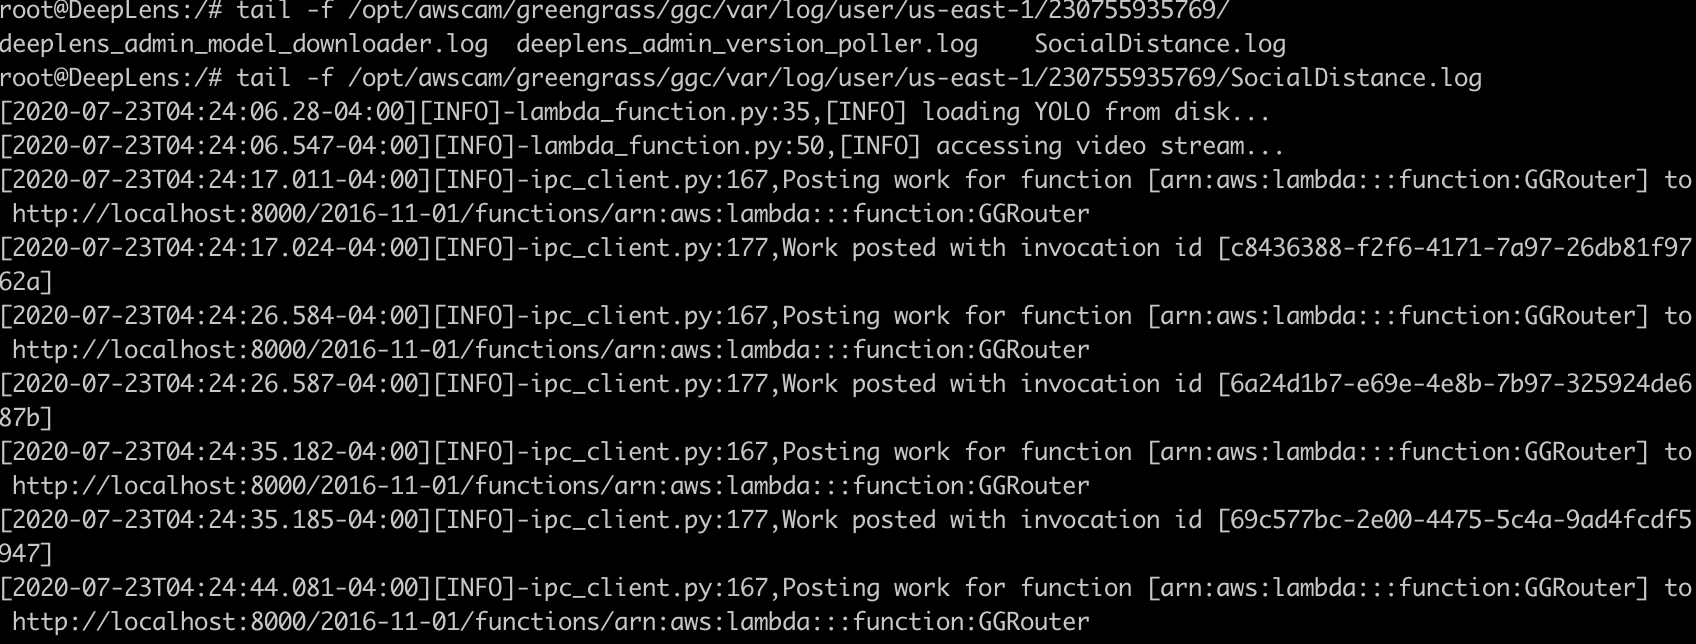 root@DeepLens:/# tail -f /opt/awscam/greengrass/ggc/var/log/user/us-east-1/230755935769/
deeplens_admin_model_downloader.log  deeplens_admin_version_poller.log    SocialDistance.log
root@DeepLens:/# tail -f /opt/awscam/greengrass/ggc/var/log/user/us-east-1/230755935769/SocialDistance.log
[2020-07-23T04:24:06.28-04:00][INFO]-lambda_function.py:35,[INFO] loading YOLO from disk...
[2020-07-23T04:24:06.547-04:00][INFO]-lambda_function.py:50,[INFO] accessing video stream...
[2020-07-23T04:24:17.011-04:00][INFO]-ipc_client.py:167,Posting work for function [arn:aws:lambda:::function:GGRouter] to
 http://localhost:8000/2016-11-01/functions/arn:aws:lambda:::function:GGRouter
[2020-07-23T04:24:17.024-04:00][INFO]-ipc_client.py:177,Work posted with invocation id [c8436388-f2f6-4171-7a97-26db81f97
62a]
[2020-07-23T04:24:26.584-04:00][INFO]-ipc_client.py:167,Posting work for function [arn:aws:lambda:::function:GGRouter] to
 http://localhost:8000/2016-11-01/functions/arn:aws:lambda:::function:GGRouter
[2020-07-23T04:24:26.587-04:00][INFO]-ipc_client.py:177,Work posted with invocation id [6a24d1b7-e69e-4e8b-7b97-325924de6
87b]
[2020-07-23T04:24:35.182-04:00][INFO]-ipc_client.py:167,Posting work for function [arn:aws:lambda:::function:GGRouter] to
 http://localhost:8000/2016-11-01/functions/arn:aws:lambda:::function:GGRouter
[2020-07-23T04:24:35.185-04:00][INFO]-ipc_client.py:177,Work posted with invocation id [69c577bc-2e00-4475-5c4a-9ad4fcdf5
947]
[2020-07-23T04:24:44.081-04:00][INFO]-ipc_client.py:167,Posting work for function [arn:aws:lambda:::function:GGRouter] to
 http://localhost:8000/2016-11-01/functions/arn:aws:lambda:::function:GGRouter